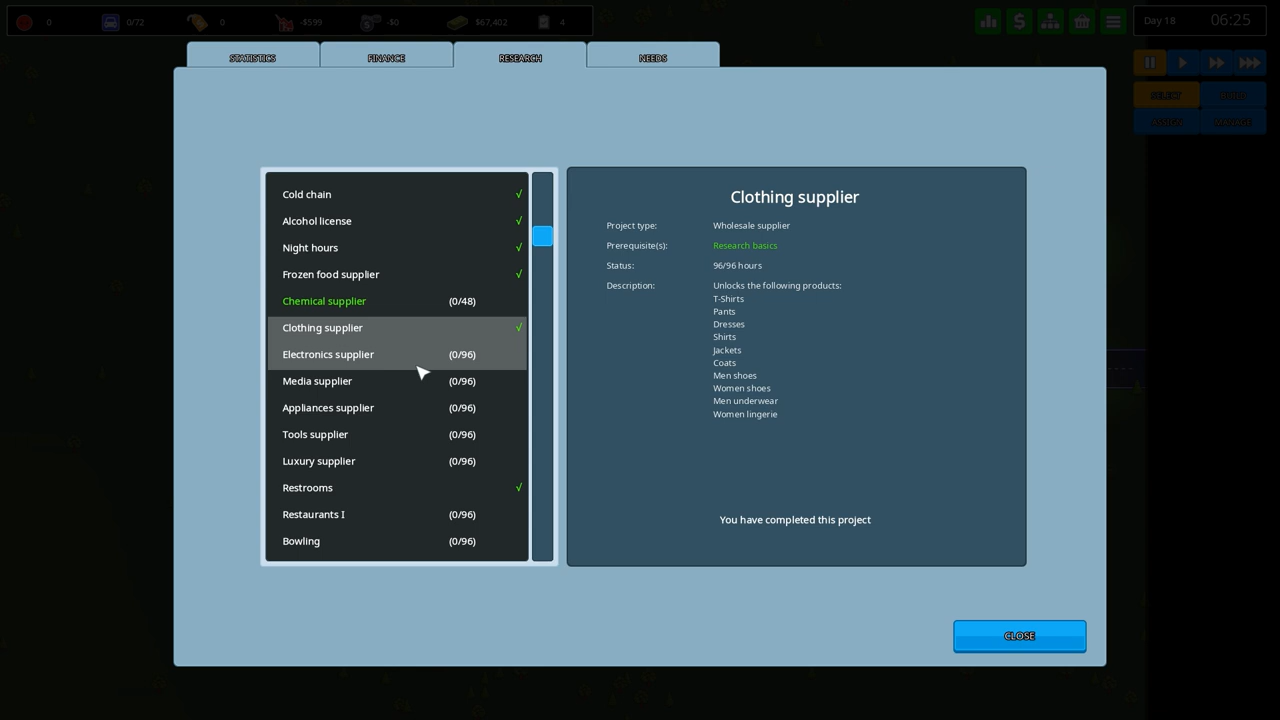 0 0/72 0 -$599 -$0 $67,402 4 Day 18 06:25
STATISTICS FINANCE RESEARCH NEEDS
SELECT
ASSIGN MANAGE
Cold chain √
Alcohol license √
Night hours √
Frozen food supplier √
Chemical supplier (0/48)
Clothing supplier √
Electronics supplier (0/96)
Media supplier (0/96)
Appliances supplier (0/96)
Tools supplier (0/96)
Luxury supplier (0/96)
Restrooms √
Restaurants I (0/96)
Bowling (0/96)
Clothing supplier
Project type: Wholesale supplier
Prerequisite(s): Research basics
Status: 96/96 hours
Description: Unlocks the following products:
T-Shirts
Pants
Dresses
Shirts
Jackets
Coats
Men shoes
Women shoes
Men underwear
Women lingerie
You have completed this project
CLOSE